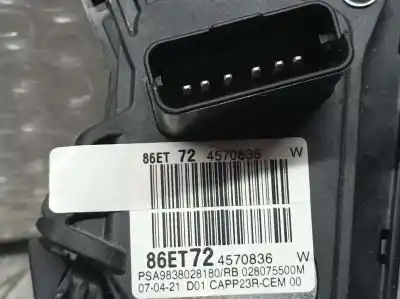 86ET 72 4570836 W
86ET72 4570836 W
PSA9838028180/RB 028075500M
07-04-21 D01 CAPP23R-CEM 00